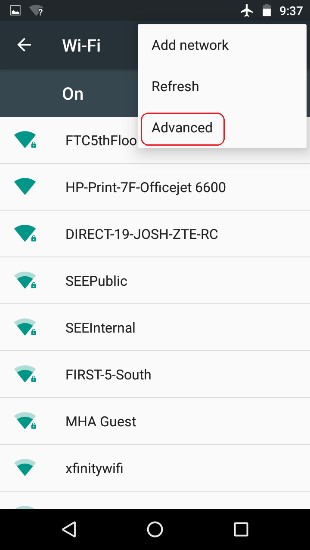 9:37
Wi-Fi
Add network
On
Refresh
Advanced
FTC5thFloo
HP-Print-7F-Officejet 6600
DIRECT-19-JOSH-ZTE-RC
SEEPublic
SEEInternal
FIRST-5-South
MHA Guest
xfinitywifi